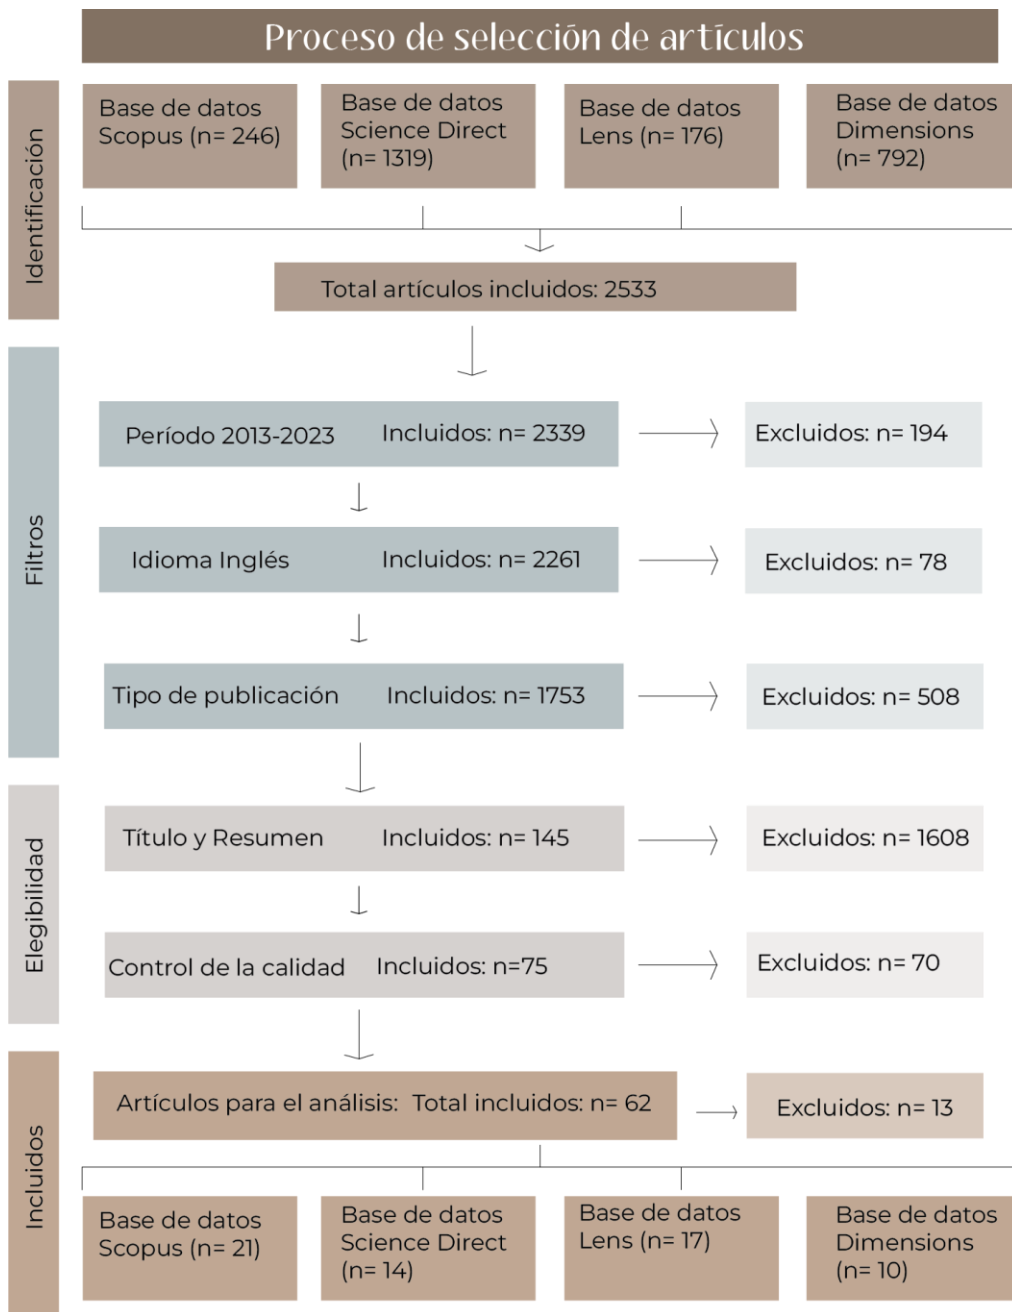 Proceso de selección de artículos
Identificación
Base de datos
Scopus (n= 246)
Base de datos
Science Direct
(n= 1319)
Base de datos
Lens (n= 176)
Base de datos
Dimensions
(n= 792)
Total artículos incluidos: 2533
Filtros
Período 2013-2023 Incluidos: n= 2339 Excluidos: n= 194
Idioma Inglés Incluidos: n= 2261 Excluidos: n= 78
Tipo de publicación Incluidos: n= 1753 Excluidos: n= 508
Elegibilidad
Título y Resumen Incluidos: n= 145 Excluidos: n= 1608
Control de la calidad Incluidos: n=75 Excluidos: n= 70
Incluidos
Artículos para el análisis: Total incluidos: n= 62 Excluidos: n= 13
Base de datos
Scopus (n= 21)
Base de datos
Science Direct
(n= 14)
Base de datos
Lens (n= 17)
Base de datos
Dimensions
(n= 10)